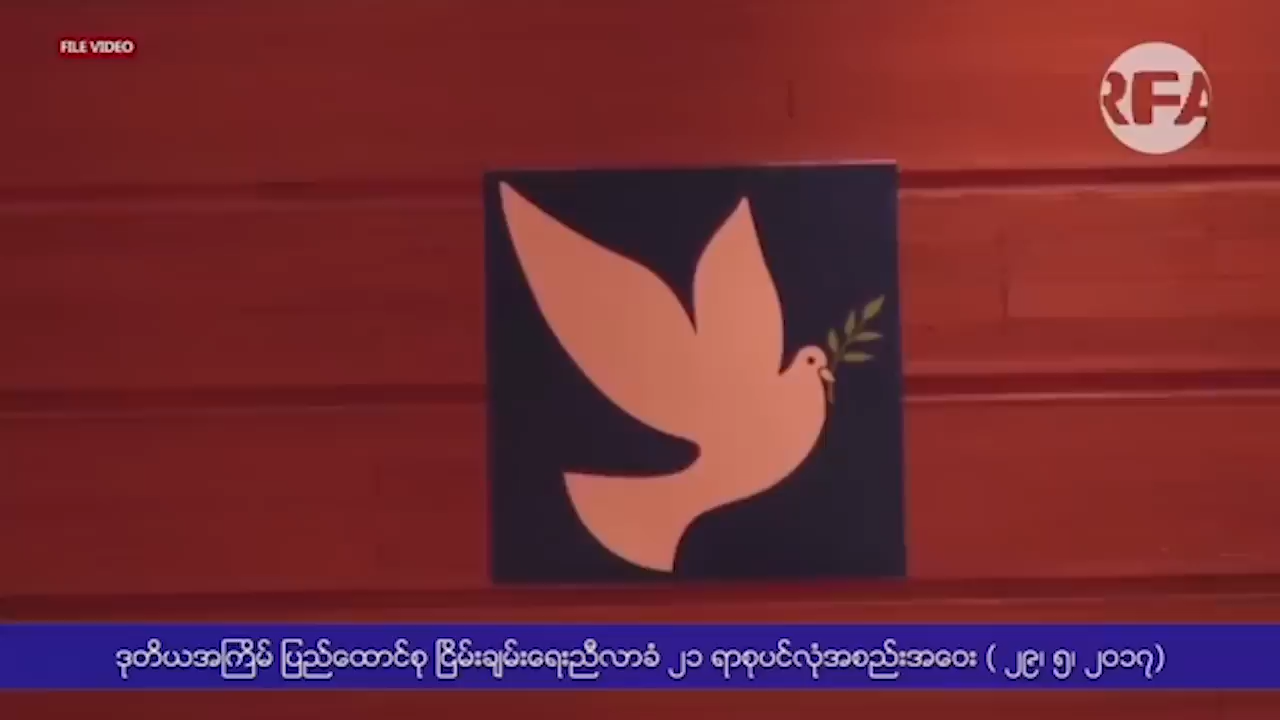 FILE VIDEO
RFA
ဒုတိယအကြိမ် ပြည်ထောင်စု ငြိမ်းချမ်းရေးညီလာခံ ၂၁ ရာစုပင်လုံအစည်းအဝေး ( ၂၉၊ ၅၊ ၂၀၁၇)